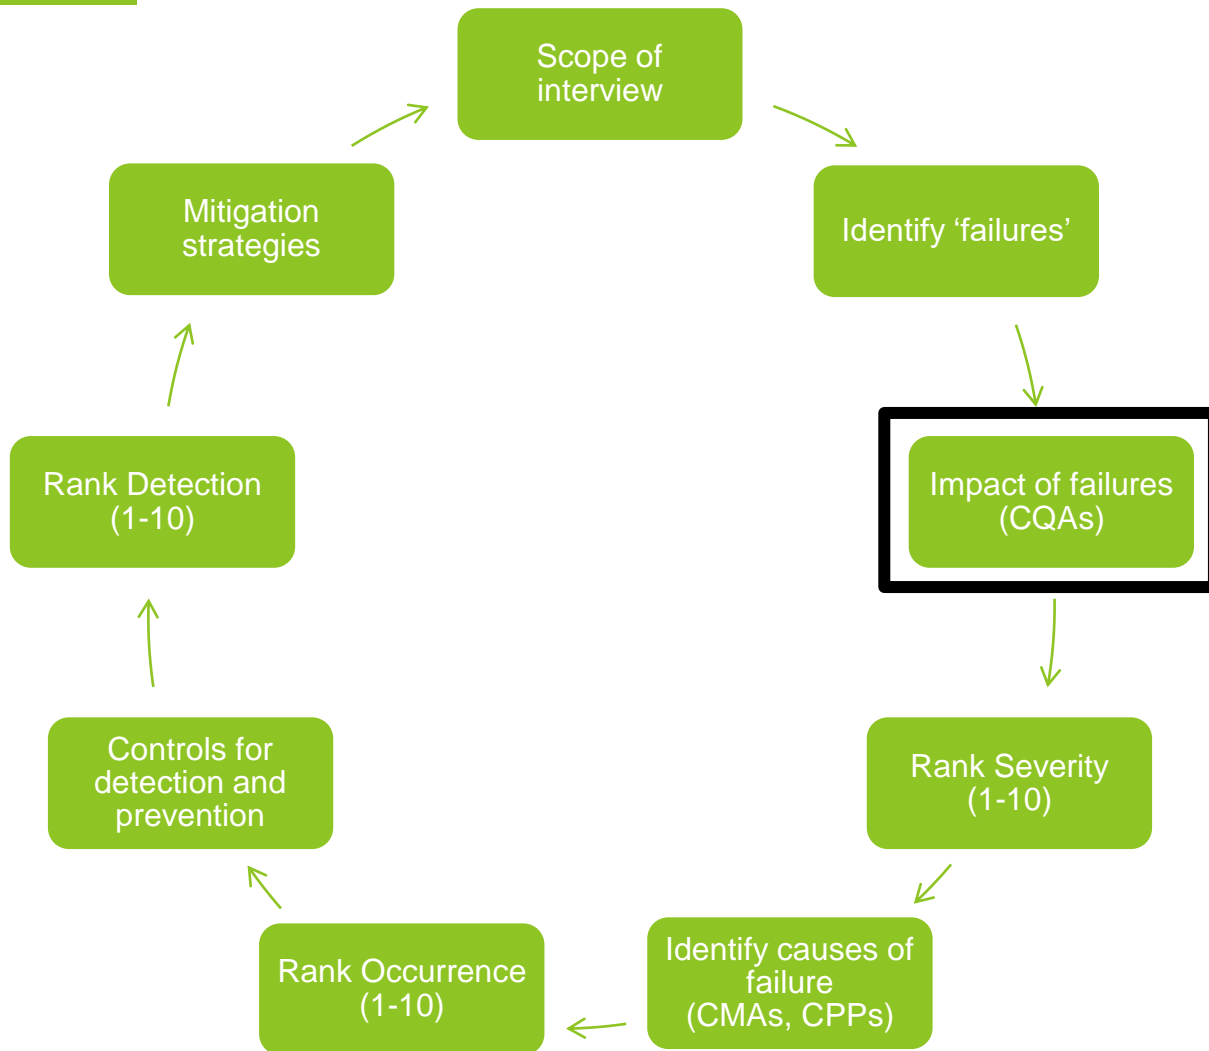 Scope of
interview
Identify ‘failures’
Impact of failures
(CQAs)
Rank Severity
(1-10)
Identify causes of
failure
(CMAs, CPPs)
Rank Occurrence
(1-10)
Controls for
detection and
prevention
Rank Detection
(1-10)
Mitigation
strategies